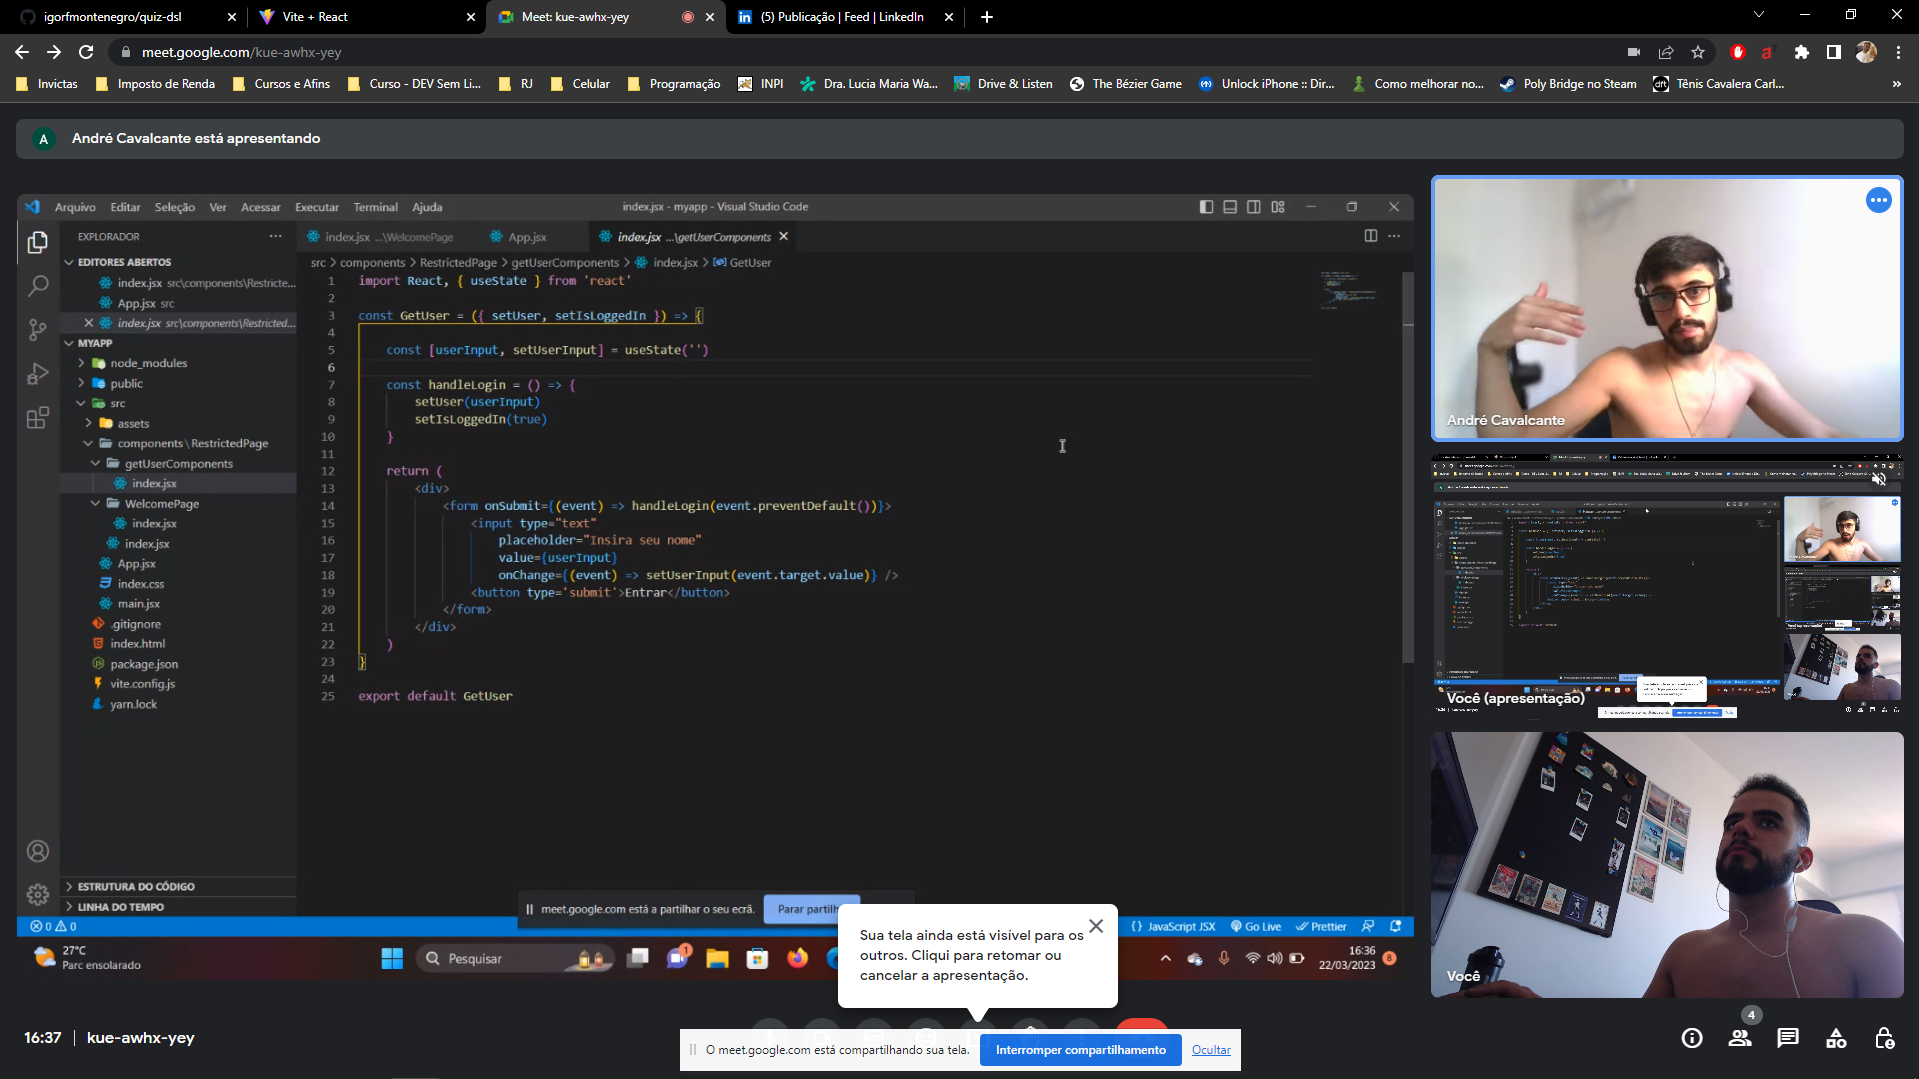 igorfmontenegro/quiz-dsl
Vite + React
Meet: kue-awhx-yey
(5) Publicação | Feed | LinkedIn
meet.google.com/kue-awhx-yey
Invictas
Imposto de Renda
Cursos e Afins
Curso - DEV Sem Li...
RJ
Celular
Programação
INPI
Dra. Lucia Maria Wa...
Drive & Listen
The Bézier Game
Unlock iPhone :: Dir...
Como melhorar no...
Poly Bridge no Steam
Tênis Cavalera Carl...
»
A
André Cavalcante está apresentando
Arquivo Editar Seleção Ver Acessar Executar Terminal Ajuda
index.jsx - myapp - Visual Studio Code
EXPLORADOR
index.jsx ...\WelcomePage
App.jsx
index.jsx ...\getUserComponents
EDITORES ABERTOS
index.jsx src\components\Restricte...
App.jsx src
index.jsx src\components\Restricted...
MYAPP
node_modules
public
src
assets
components \ RestrictedPage
getUserComponents
index.jsx
WelcomePage
index.jsx
index.jsx
App.jsx
index.css
main.jsx
.gitignore
index.html
package.json
vite.config.js
yarn.lock
ESTRUTURA DO CÓDIGO
LINHA DO TEMPO
src > components > RestrictedPage > getUserComponents > index.jsx > GetUser
1 import React, { useState } from 'react'
2
3 const GetUser = ({ setUser, setIsLoggedIn }) => {
4
5 const [userInput, setUserInput] = useState('')
6
7 const handleLogin = () => {
8 setUser(userInput)
9 setIsLoggedIn(true)
10 }
11
12 return (
13 <div>
14 <form onSubmit={(event) => handleLogin(event.preventDefault())}>
15 <input type="text"
16 placeholder="Insira seu nome"
17 value={userInput}
18 onChange={(event) => setUserInput(event.target.value)} />
19 <button type='submit'>Entrar</button>
20 </form>
21 </div>
22 )
23 }
24
25 export default GetUser
meet.google.com está a partilhar o seu ecrã.
Parar partilh
0 0
JavaScript JSX
Go Live
Prettier
27°C
Parc ensolarado
Pesquisar
1
16:36
22/03/2023
8
Sua tela ainda está visível para os
outros. Cliqui para retomar ou
cancelar a apresentação.
André Cavalcante
Você (apresentação)
Você
16:37 | kue-awhx-yey
O meet.google.com está compartilhando sua tela.
Interromper compartilhamento
Ocultar
4